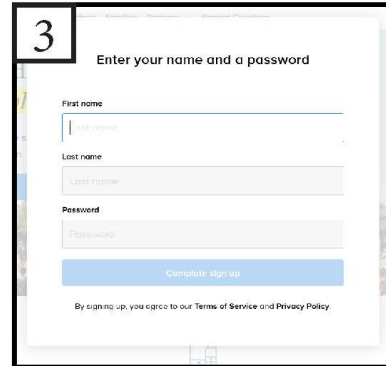 3
Enter your name and a password
First name
First name
Last name
Last name
Password
Password
Complete sign up
By signing up, you agree to our Terms of Service and Privacy Policy.